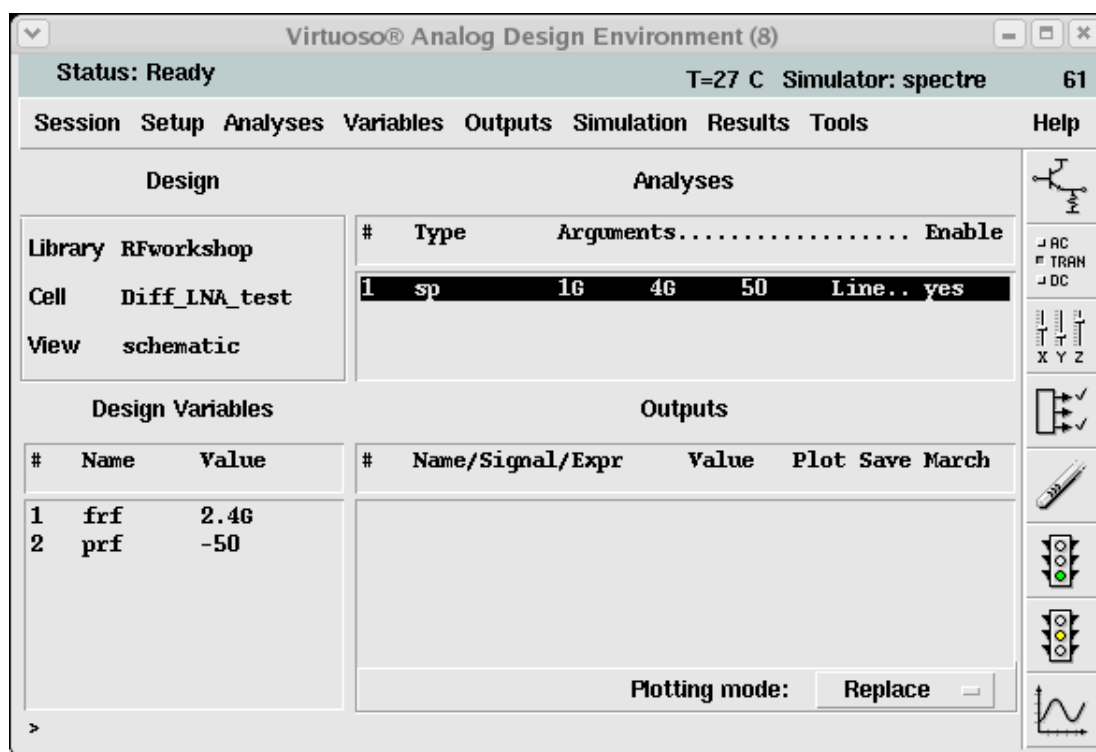 Virtuoso® Analog Design Environment (8)
Status: Ready T=27 C Simulator: spectre 61
Session Setup Analyses Variables Outputs Simulation Results Tools Help
Design Analyses
# Type Arguments................... Enable
Library RFworkshop
1 sp 1G 4G 50 Line.. yes
Cell Diff_LNA_test
View schematic
AC
TRAN
DC
X Y Z
Design Variables Outputs
# Name Value # Name/Signal/Expr Value Plot Save March
1 frf 2.4G
2 prf -50
Plotting mode: Replace
>